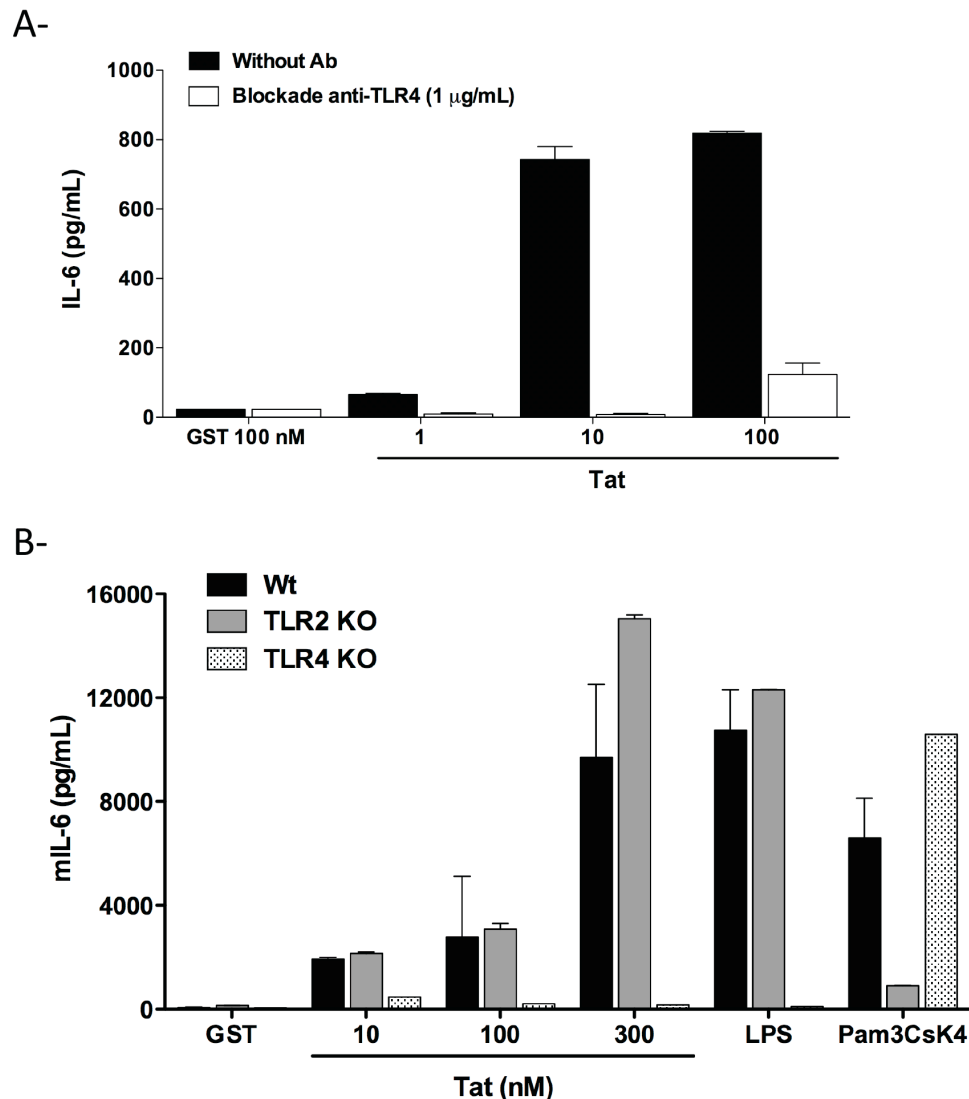 A-
Without Ab
Blockade anti-TLR4 (1 μg/mL)
1000
800
600
400
200
0
IL-6 (pg/mL)
GST 100 nM 1 10 100
Tat
B-
Wt
TLR2 KO
TLR4 KO
16000
12000
8000
4000
0
mIL-6 (pg/mL)
GST 10 100 300 LPS Pam3CsK4
Tat (nM)